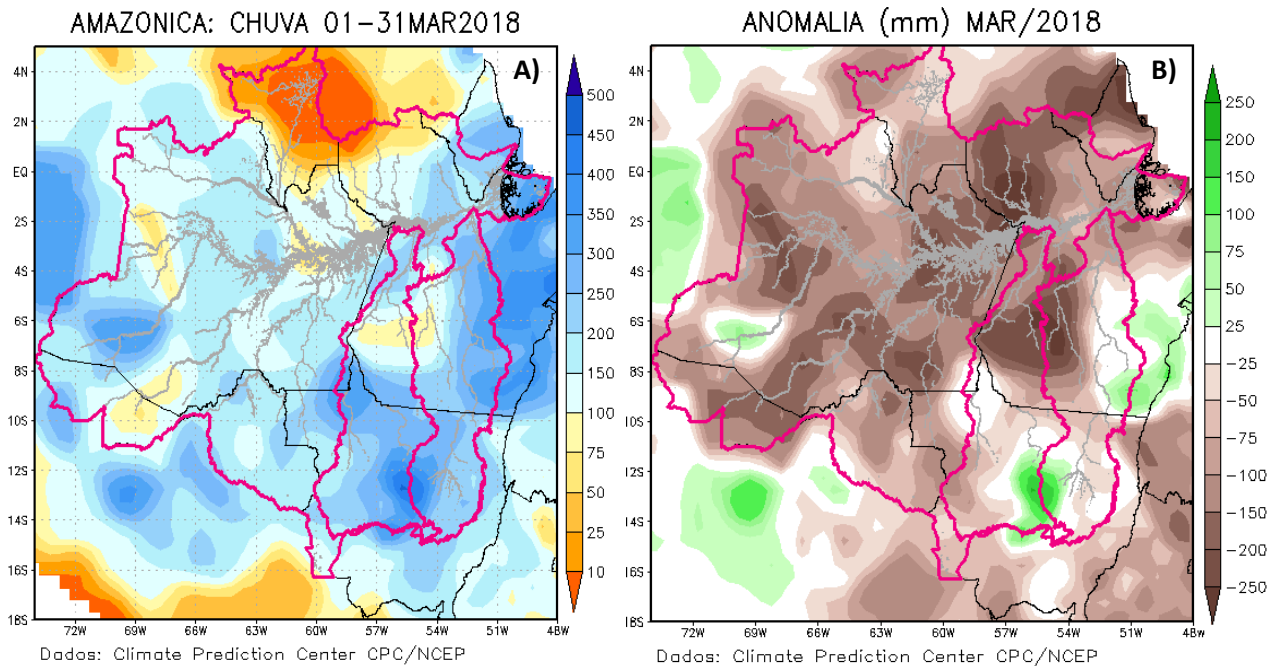 AMAZONICA: CHUVA 01-31MAR2018
A)
4N
2N
EQ
2S
4S
6S
8S
10S
12S
14S
16S
18S
72W 69W 66W 63W 60W 57W 54W 51W 48W
500
450
400
350
300
250
200
150
100
75
50
25
10
Dados: Climate Prediction Center CPC/NCEP
ANOMALIA (mm) MAR/2018
B)
4N
2N
EQ
2S
4S
6S
8S
10S
12S
14S
16S
18S
72W 69W 66W 63W 60W 57W 54W 51W 48W
250
200
150
100
75
50
25
-25
-50
-75
-100
-150
-200
-250
Dados: Climate Prediction Center CPC/NCEP